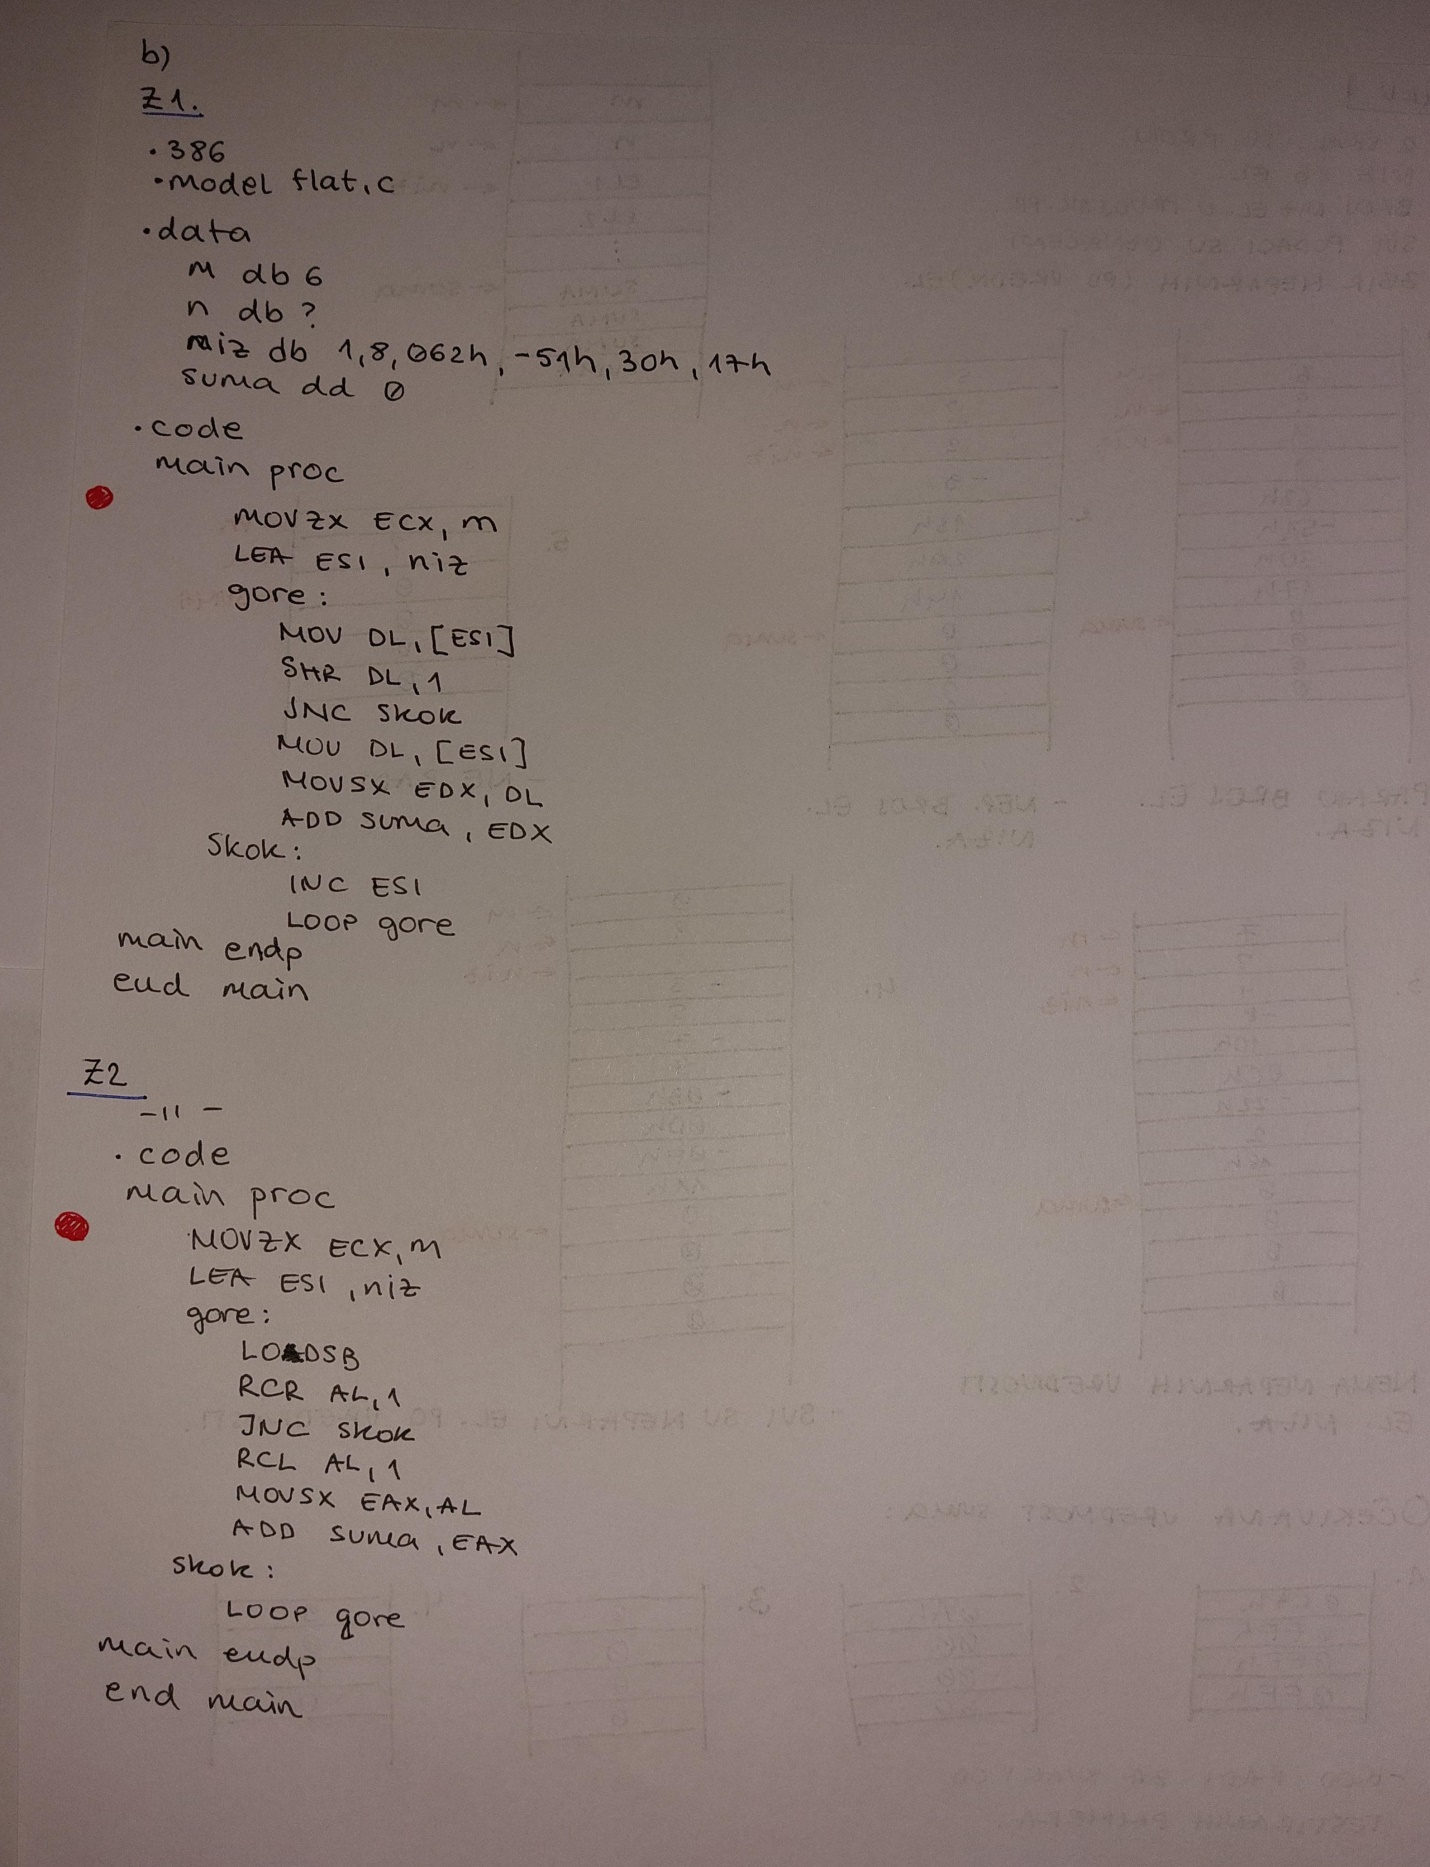 b)
Z1.
.386
.model flat, c
.data
m db 6
n db ?
niz db 1,8,062h,-51h,30h,17h
suma dd 0
.code
main proc
MOVZX ECX, m
LEA ESI, niz
gore:
MOV DL, [ESI]
SHR DL, 1
JNC skok
MOV DL, [ESI]
MOVSX EDX, DL
ADD suma, EDX
skok:
INC ESI
LOOP gore
main endp
end main
Z2
-11-
.code
main proc
MOVZX ECX, m
LEA ESI, niz
gore:
LODSB
RCR AL, 1
JNC skok
RCL AL, 1
MOVSX EAX, AL
ADD suma, EAX
skok:
LOOP gore
main endp
end main